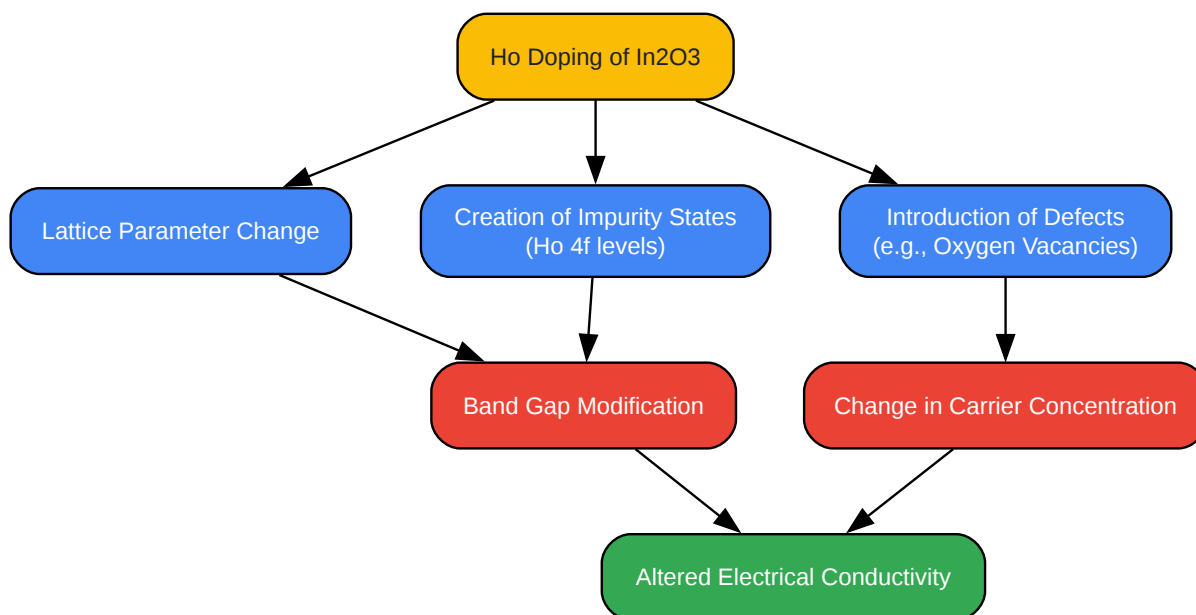 Ho Doping of In2O3
Lattice Parameter Change
Creation of Impurity States
(Ho 4f levels)
Introduction of Defects
(e.g., Oxygen Vacancies)
Band Gap Modification
Change in Carrier Concentration
Altered Electrical Conductivity